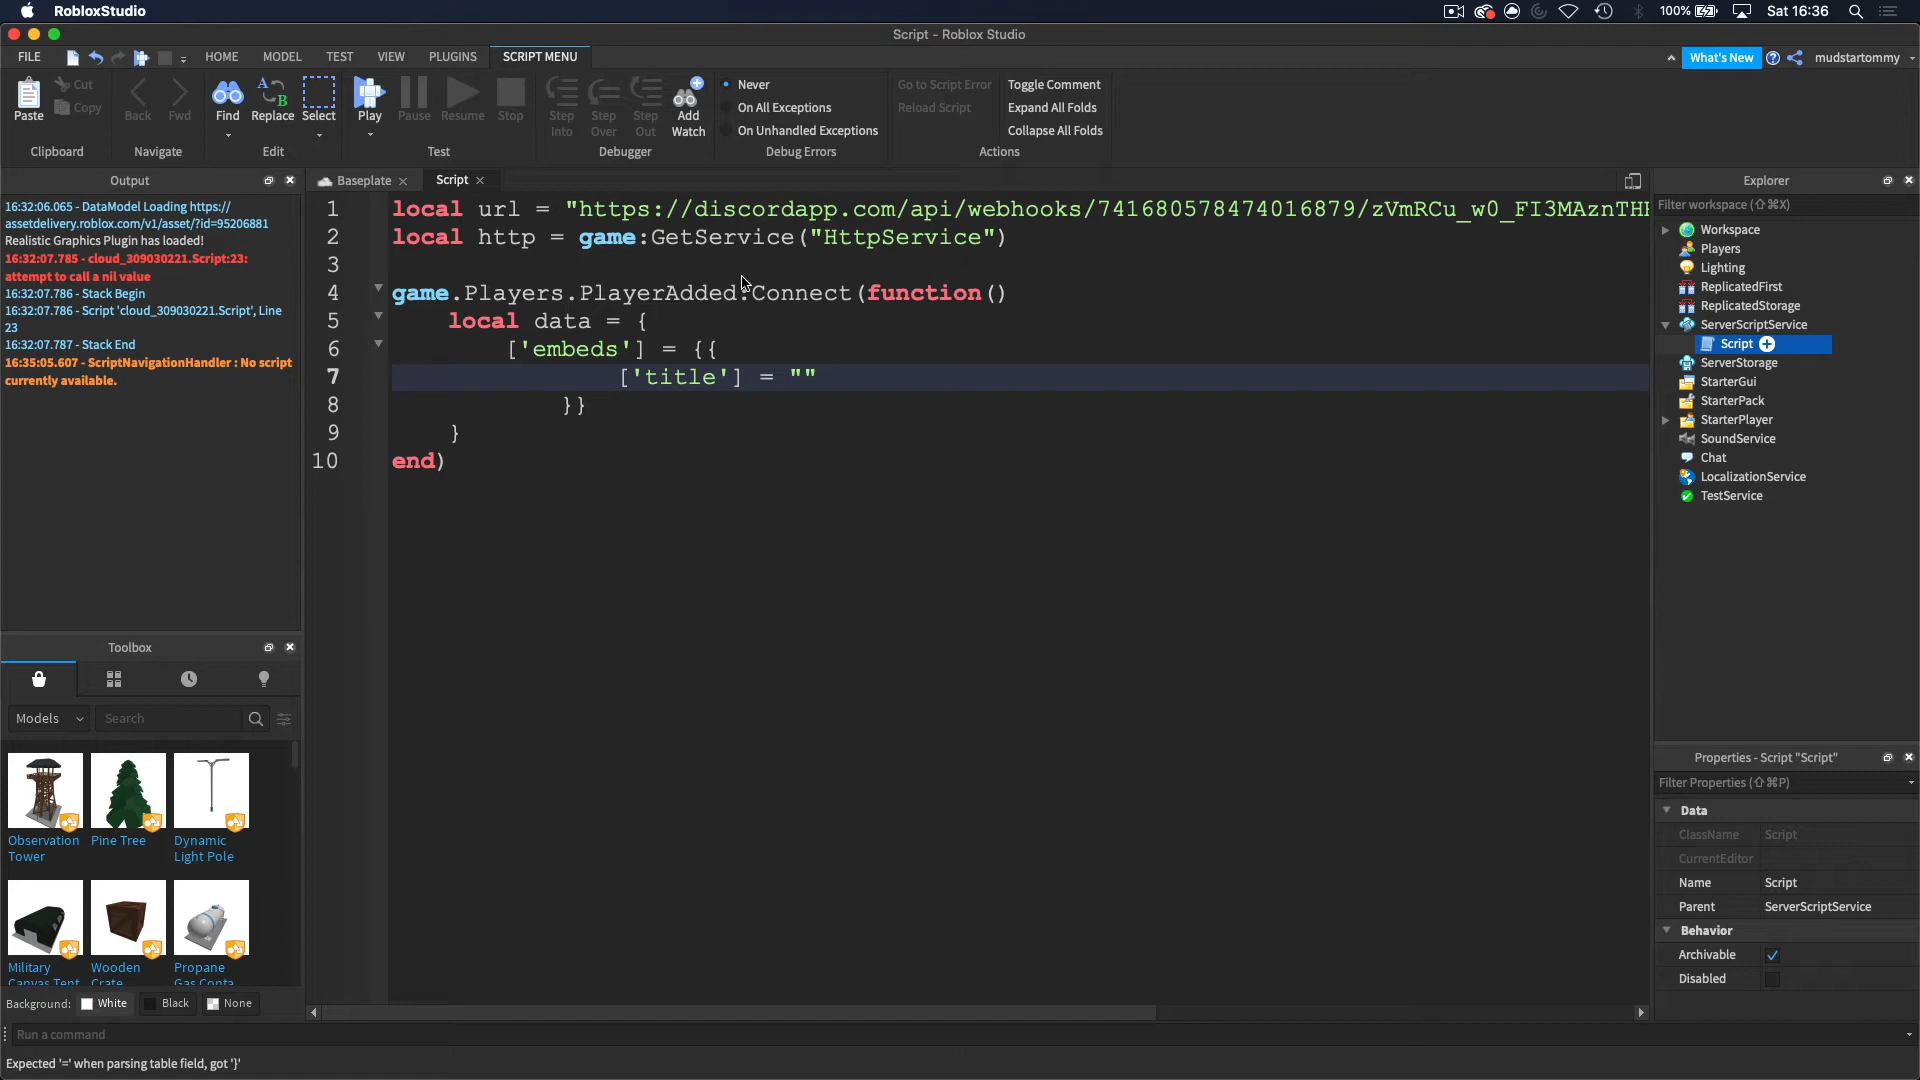 RobloxStudio
100%
Sat 16:36
Script - Roblox Studio
FILE
HOME
MODEL
TEST
VIEW
PLUGINS
SCRIPT MENU
What's New
mudstartommy
Paste
Cut
Copy
Clipboard
Back
Fwd
Navigate
Find
Replace
Select
Edit
Play
Pause
Resume
Stop
Test
Step Into
Step Over
Step Out
Add Watch
Debugger
Never
On All Exceptions
On Unhandled Exceptions
Debug Errors
Go to Script Error
Reload Script
Toggle Comment
Expand All Folds
Collapse All Folds
Actions
Output
16:32:06.065 - DataModel Loading https://
assetdelivery.roblox.com/v1/asset/?id=95206881
Realistic Graphics Plugin has loaded!
16:32:07.785 - cloud_309030221.Script:23:
attempt to call a nil value
16:32:07.786 - Stack Begin
16:32:07.786 - Script 'cloud_309030221.Script', Line
23
16:32:07.787 - Stack End
16:35:05.607 - ScriptNavigationHandler : No script
currently available.
Baseplate
Script
1 local url = "https://discordapp.com/api/webhooks/741680578474016879/zVmRCu_w0_FI3MAznTH
2 local http = game:GetService("HttpService")
3
4 game.Players.PlayerAdded:Connect(function()
5 local data = {
6 ['embeds'] = {{
7 ['title'] = ""
8 }}
9 }
10 end)
Explorer
Filter workspace (⇧⌘X)
Workspace
Players
Lighting
ReplicatedFirst
ReplicatedStorage
ServerScriptService
Script
ServerStorage
StarterGui
StarterPack
StarterPlayer
SoundService
Chat
LocalizationService
TestService
Toolbox
Models
Search
Observation Tower
Pine Tree
Dynamic Light Pole
Military Canvas Tent
Wooden Crate
Propane Gas Conta
Background:
White
Black
None
Properties - Script "Script"
Filter Properties (⇧⌘P)
Data
ClassName Script
CurrentEditor
Name Script
Parent ServerScriptService
Behavior
Archivable
Disabled
Run a command
Expected '=' when parsing table field, got '}'